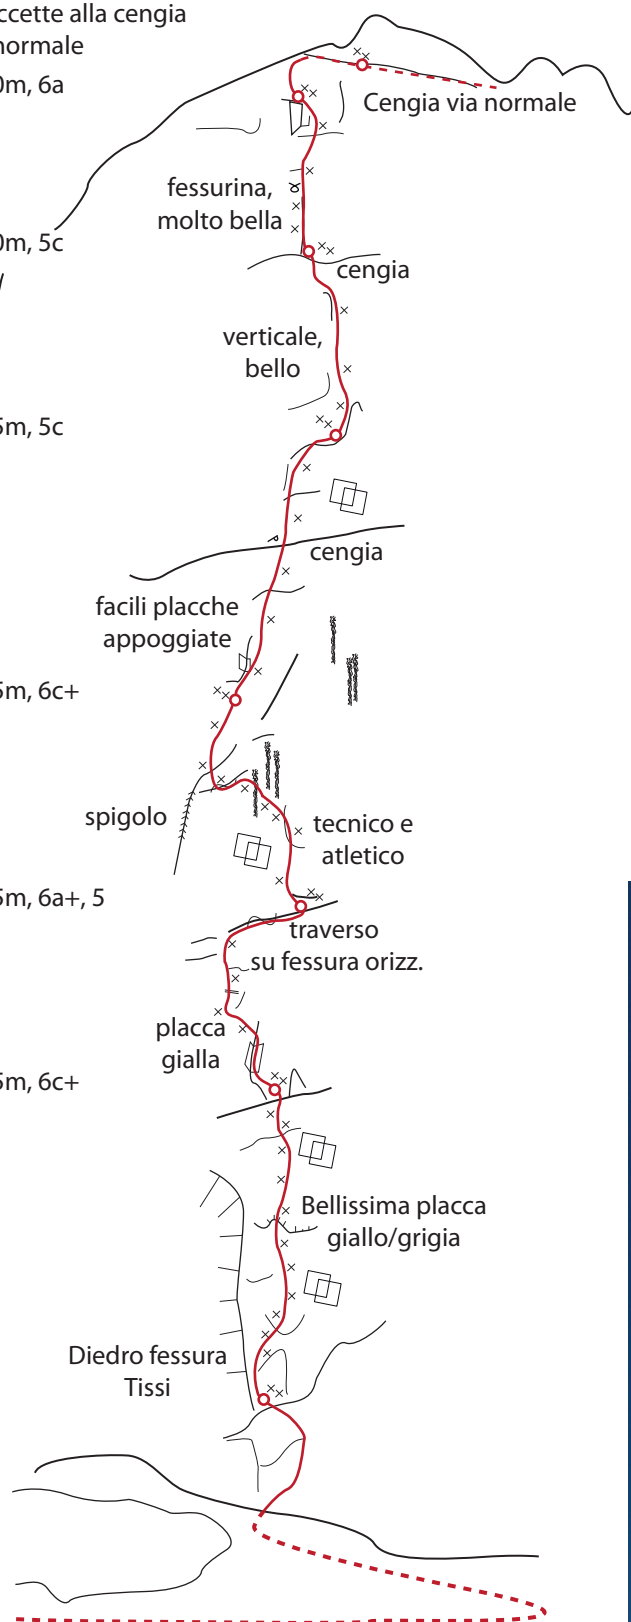 ccette alla cengia
normale
0m, 6a
Cengia via normale
fessurina,
molto bella
0m, 5c
cengia
verticale,
bello
5m, 5c
cengia
facili placche
appoggiate
5m, 6c+
spigolo
tecnico e
atletico
5m, 6a+, 5
traverso
su fessura orizz.
placca
gialla
5m, 6c+
Bellissima placca
giallo/grigia
Diedro fessura
Tissi